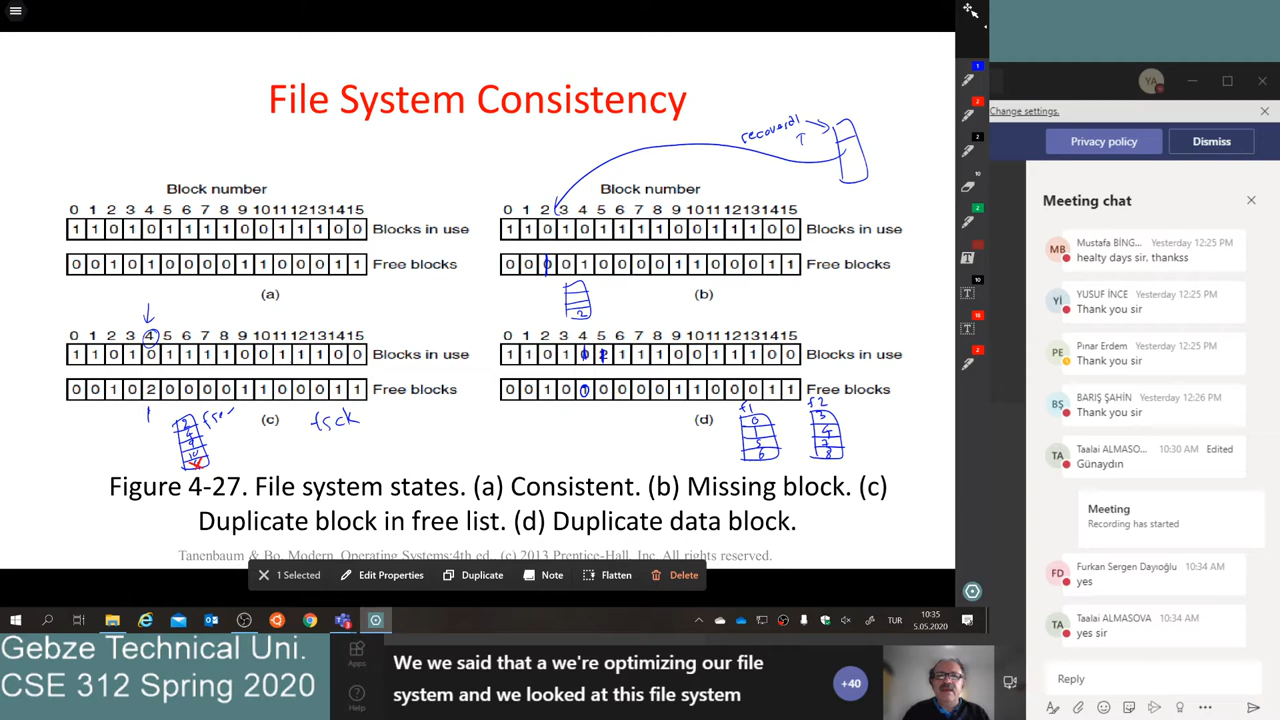 File System Consistency
recovered
Block number
0 1 2 3 4 5 6 7 8 9 10 11 12 13 14 15
1 1 0 1 0 1 1 1 1 0 0 1 1 1 0 0 Blocks in use
0 0 1 0 1 0 0 0 0 1 1 0 0 0 1 1 Free blocks
(a)
Block number
0 1 2 3 4 5 6 7 8 9 10 11 12 13 14 15
1 1 0 1 0 1 1 1 1 0 0 1 1 1 0 0 Blocks in use
0 0 0 0 1 0 0 0 0 1 1 0 0 0 1 1 Free blocks
2
(b)
0 1 2 3 4 5 6 7 8 9 10 11 12 13 14 15
1 1 0 1 0 1 1 1 1 0 0 1 1 1 0 0 Blocks in use
0 0 1 0 2 0 0 0 0 1 1 0 0 0 1 1 Free blocks
(c)
fsck
0 1 2 3 4 5 6 7 8 9 10 11 12 13 14 15
1 1 0 1 0 2 1 1 1 0 0 1 1 1 0 0 Blocks in use
0 0 1 0 0 0 0 0 1 1 0 0 0 1 1 Free blocks
(d)
f1
0
1
5
6
f2
3
4
7
8
Figure 4-27. File system states. (a) Consistent. (b) Missing block. (c)
Duplicate block in free list. (d) Duplicate data block.
Tanenbaum & Bo, Modern Operating Systems:4th ed., (c) 2013 Prentice-Hall, Inc. All rights reserved.
1 Selected Edit Properties Duplicate Note Flatten Delete
TUR
10:35
5.05.2020
Gebze Technical Uni.
CSE 312 Spring 2020
Help
We we said that a we're optimizing our file
system and we looked at this file system
+40
YA
Change settings.
Privacy policy Dismiss
Meeting chat
MB Mustafa BİNG... Yesterday 12:25 PM
healty days sir, thankss
Yİ YUSUF İNCE Yesterday 12:25 PM
Thank you sir
PE Pınar Erdem Yesterday 12:25 PM
Thank you sir
BŞ BARIŞ ŞAHİN Yesterday 12:26 PM
Thank you sir
TA Taalai ALMASO... 10:30 AM Edited
Günaydın
Meeting
Recording has started
FD Furkan Sergen Dayıoğlu 10:34 AM
yes
TA Taalai ALMASOVA 10:34 AM
yes sir
Reply